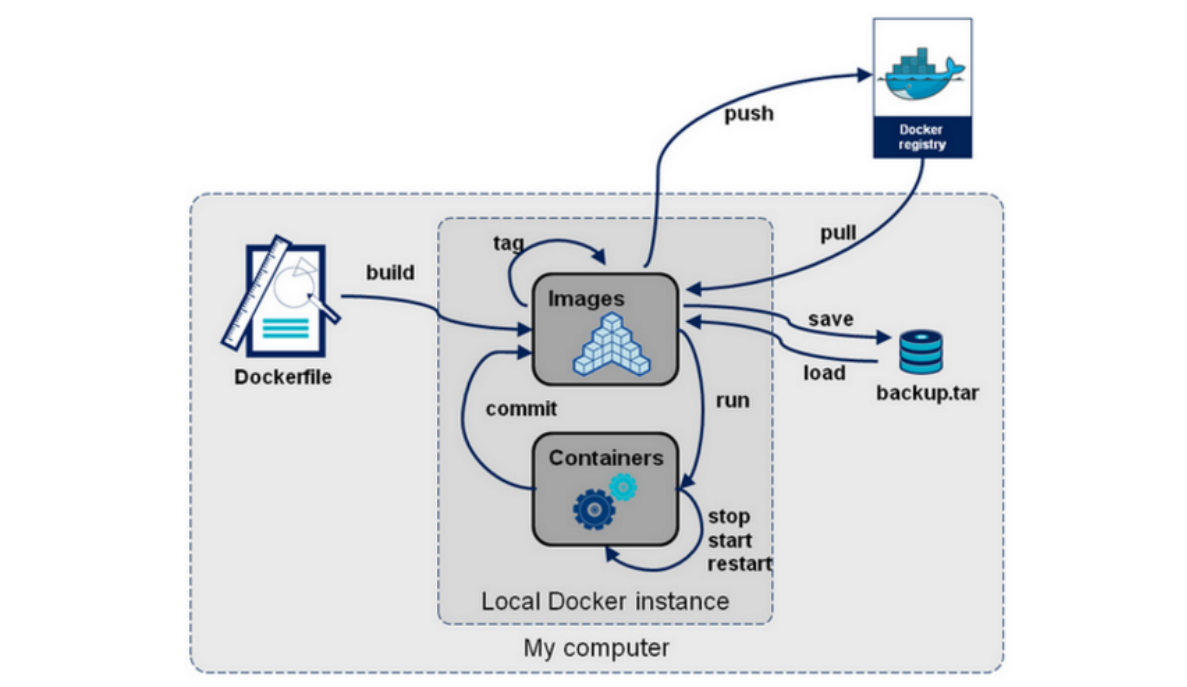 push
Docker
registry
tag
pull
build
Images
save
Dockerfile
load
backup.tar
commit
run
Containers
stop
start
restart
Local Docker instance
My computer